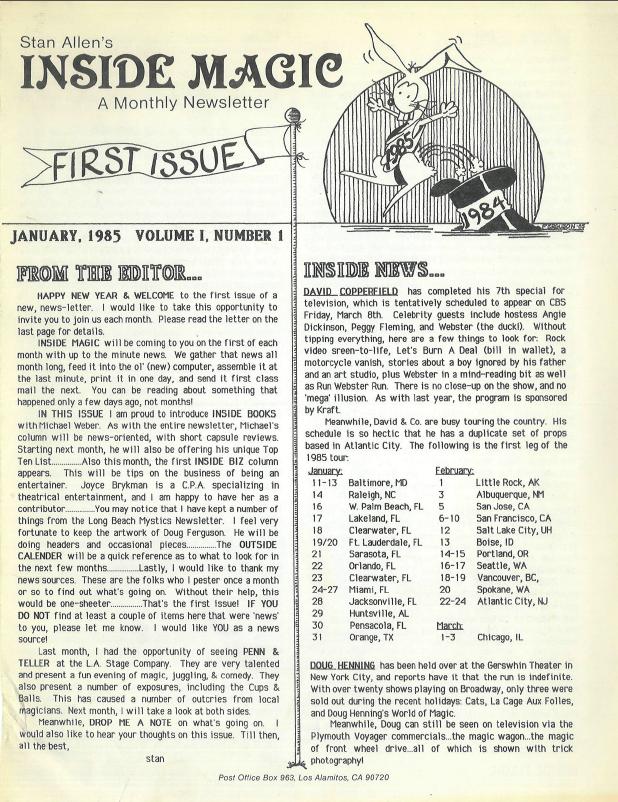 Stan Allen's
INSIDE MAGIC
A Monthly Newsletter
FIRST ISSUE
1985
1984
FERGUSON-85
JANUARY, 1985 VOLUME I, NUMBER 1
FROM THE EDITOR...
HAPPY NEW YEAR & WELCOME to the first issue of a
new, news-letter. I would like to take this opportunity to
invite you to join us each month. Please read the letter on the
last page for details.
INSIDE MAGIC will be coming to you on the first of each
month with up to the minute news. We gather that news all
month long, feed it into the ol' (new) computer, assemble it at
the last minute, print it in one day, and send it first class
mail the next. You can be reading about something that
happened only a few days ago, not months!
IN THIS ISSUE I am proud to introduce INSIDE BOOKS
with Michael Weber. As with the entire newsletter, Michael's
column will be news-oriented, with short capsule reviews.
Starting next month, he will also be offering his unique Top
Ten List..............Also this month, the first INSIDE BIZ column
appears. This will be tips on the business of being an
entertainer. Joyce Brykman is a C.P.A. specializing in
theatrical entertainment, and I am happy to have her as a
contributor..............You may notice that I have kept a number of
things from the Long Beach Mystics Newsletter. I feel very
fortunate to keep the artwork of Doug Ferguson. He will be
doing headers and occasional pieces..............The OUTSIDE
CALENDER will be a quick reference as to what to look for in
the next few months..............Lastly, I would like to thank my
news sources. These are the folks who I pester once a month
or so to find out what's going on. Without their help, this
would be one-sheeter..............That's the first issue! IF YOU
DO NOT find at least a couple of items here that were 'news'
to you, please let me know. I would like YOU as a news
source!
Last month, I had the opportunity of seeing PENN &
TELLER at the L.A. Stage Company. They are very talented
and present a fun evening of magic, juggling, & comedy. They
also present a number of exposures, including the Cups &
Balls. This has caused a number of outcries from local
magicians. Next month, I will take a look at both sides.
Meanwhile, DROP ME A NOTE on what's going on. I
would also like to hear your thoughts on this issue. Till then,
all the best,
stan
INSIDE NEWS...
DAVID COPPERFIELD has completed his 7th special for
television, which is tentatively scheduled to appear on CBS
Friday, March 8th. Celebrity guests include hostess Angie
Dickinson, Peggy Fleming, and Webster (the duck!). Without
tipping everything, here are a few things to look for: Rock
video sreen-to-life, Let's Burn A Deal (bill in wallet), a
motorcycle vanish, stories about a boy ignored by his father
and an art studio, plus Webster in a mind-reading bit as well
as Run Webster Run. There is no close-up on the show, and no
'mega' illusion. As with last year, the program is sponsored
by Kraft.
Meanwhile, David & Co. are busy touring the country. His
schedule is so hectic that he has a duplicate set of props
based in Atlantic City. The following is the first leg of the
1985 tour:
January: February:
11-13 Baltimore, MD 1 Little Rock, AK
14 Raleigh, NC 3 Albuquerque, NM
16 W. Palm Beach, FL 5 San Jose, CA
17 Lakeland, FL 6-10 San Francisco, CA
18 Clearwater, FL 12 Salt Lake City, UH
19/20 Ft. Lauderdale, FL 13 Boise, ID
21 Sarasota, FL 14-15 Portland, OR
22 Orlando, FL 16-17 Seattle, WA
23 Clearwater, FL 18-19 Vancouver, BC,
24-27 Miami, FL 20 Spokane, WA
28 Jacksonville, FL 22-24 Atlantic City, NJ
29 Huntsville, AL
30 Pensacola, FL March:
31 Orange, TX 1-3 Chicago, IL
DOUG HENNING has been held over at the Gerswhin Theater in
New York City, and reports have it that the run is indefinite.
With over twenty shows playing on Broadway, only three were
sold out during the recent holidays: Cats, La Cage Aux Folles,
and Doug Henning's World of Magic.
Meanwhile, Doug can still be seen on television via the
Plymouth Voyager commercials...the magic wagon...the magic
of front wheel drive...all of which is shown with trick
photography!
Post Office Box 963, Los Alamitos, CA 90720